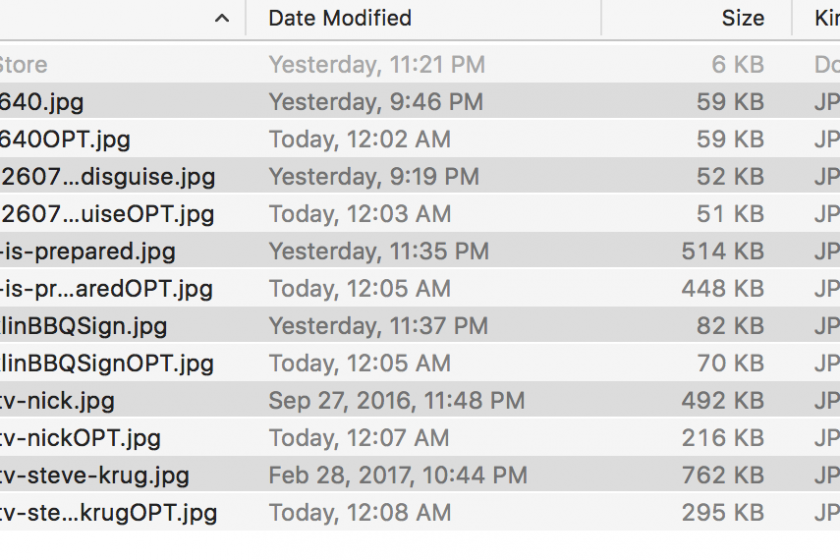 Date Modified Size Kin
Store Yesterday, 11:21 PM 6 KB Do
640.jpg Yesterday, 9:46 PM 59 KB JP
640OPT.jpg Today, 12:02 AM 59 KB JP
2607...disguise.jpg Yesterday, 9:19 PM 52 KB JP
2607...uiseOPT.jpg Today, 12:03 AM 51 KB JP
-is-prepared.jpg Yesterday, 11:35 PM 514 KB JP
-is-pr...aredOPT.jpg Today, 12:05 AM 448 KB JP
linBBQSign.jpg Yesterday, 11:37 PM 82 KB JP
linBBQSignOPT.jpg Today, 12:05 AM 70 KB JP
tv-nick.jpg Sep 27, 2016, 11:48 PM 492 KB JP
tv-nickOPT.jpg Today, 12:07 AM 216 KB JP
tv-steve-krug.jpg Feb 28, 2017, 10:44 PM 762 KB JP
tv-ste...krugOPT.jpg Today, 12:08 AM 295 KB JP